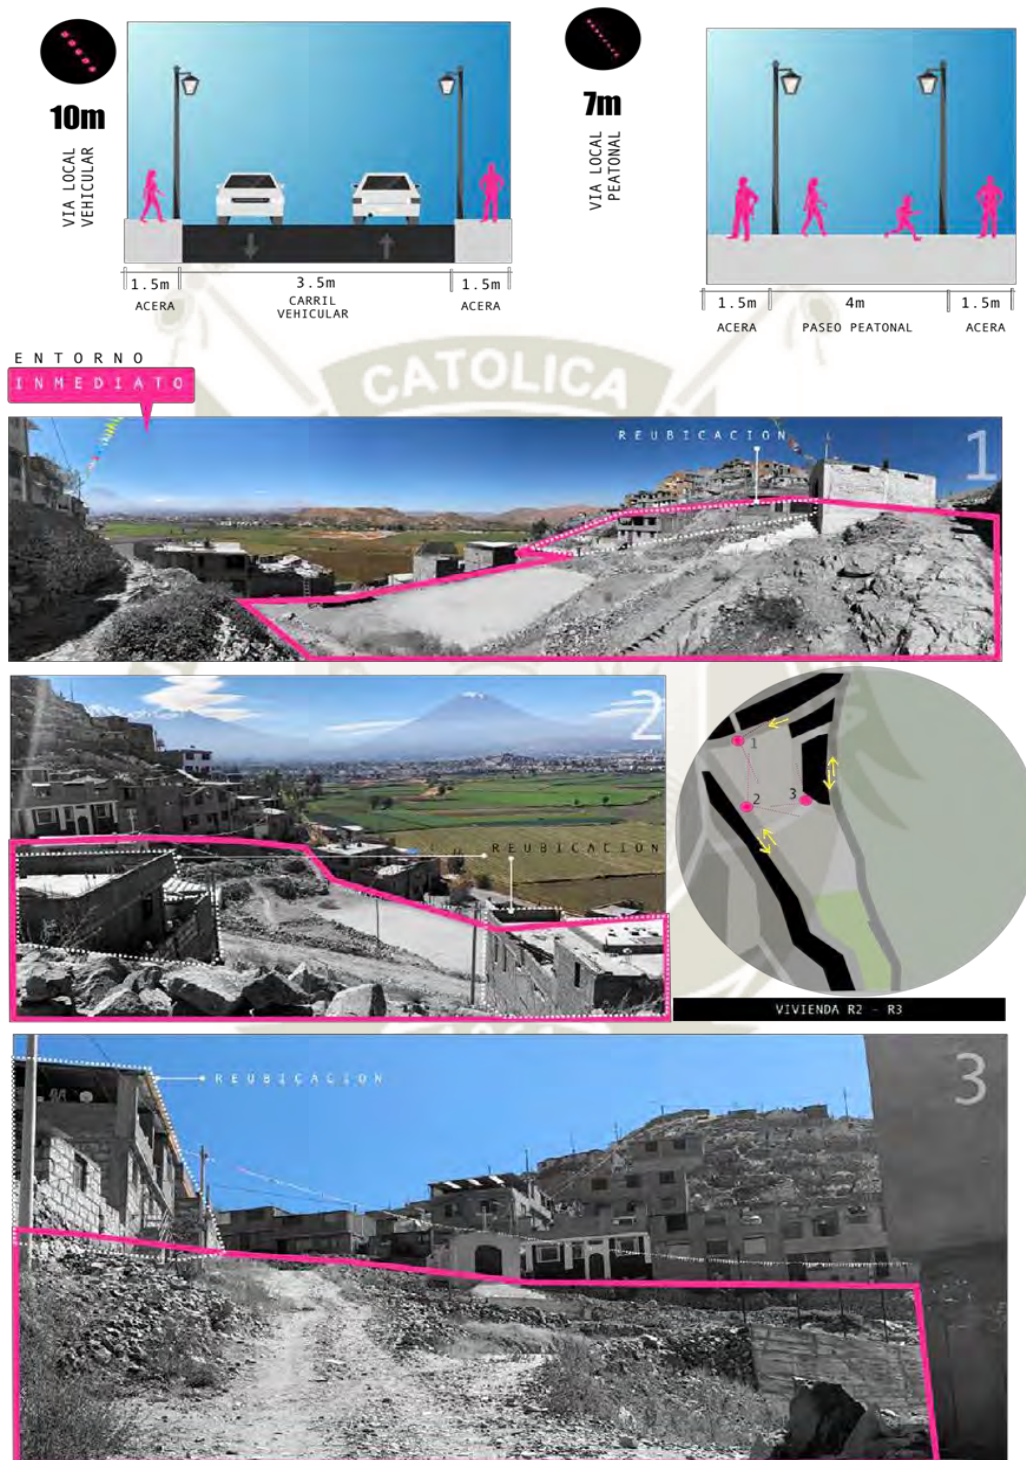 10m
VIA LOCAL
VEHICULAR
1.5m
ACERA
3.5m
CARRIL
VEHICULAR
1.5m
ACERA
7m
VIA LOCAL
PEATONAL
1.5m
ACERA
4m
PASEO PEATONAL
1.5m
ACERA
CATOLICA
ENTORNO
INMEDIATO
REUBICACION
1
2
REUBICACION
1
2
3
VIVIENDA R2 - R3
REUBICACION
3